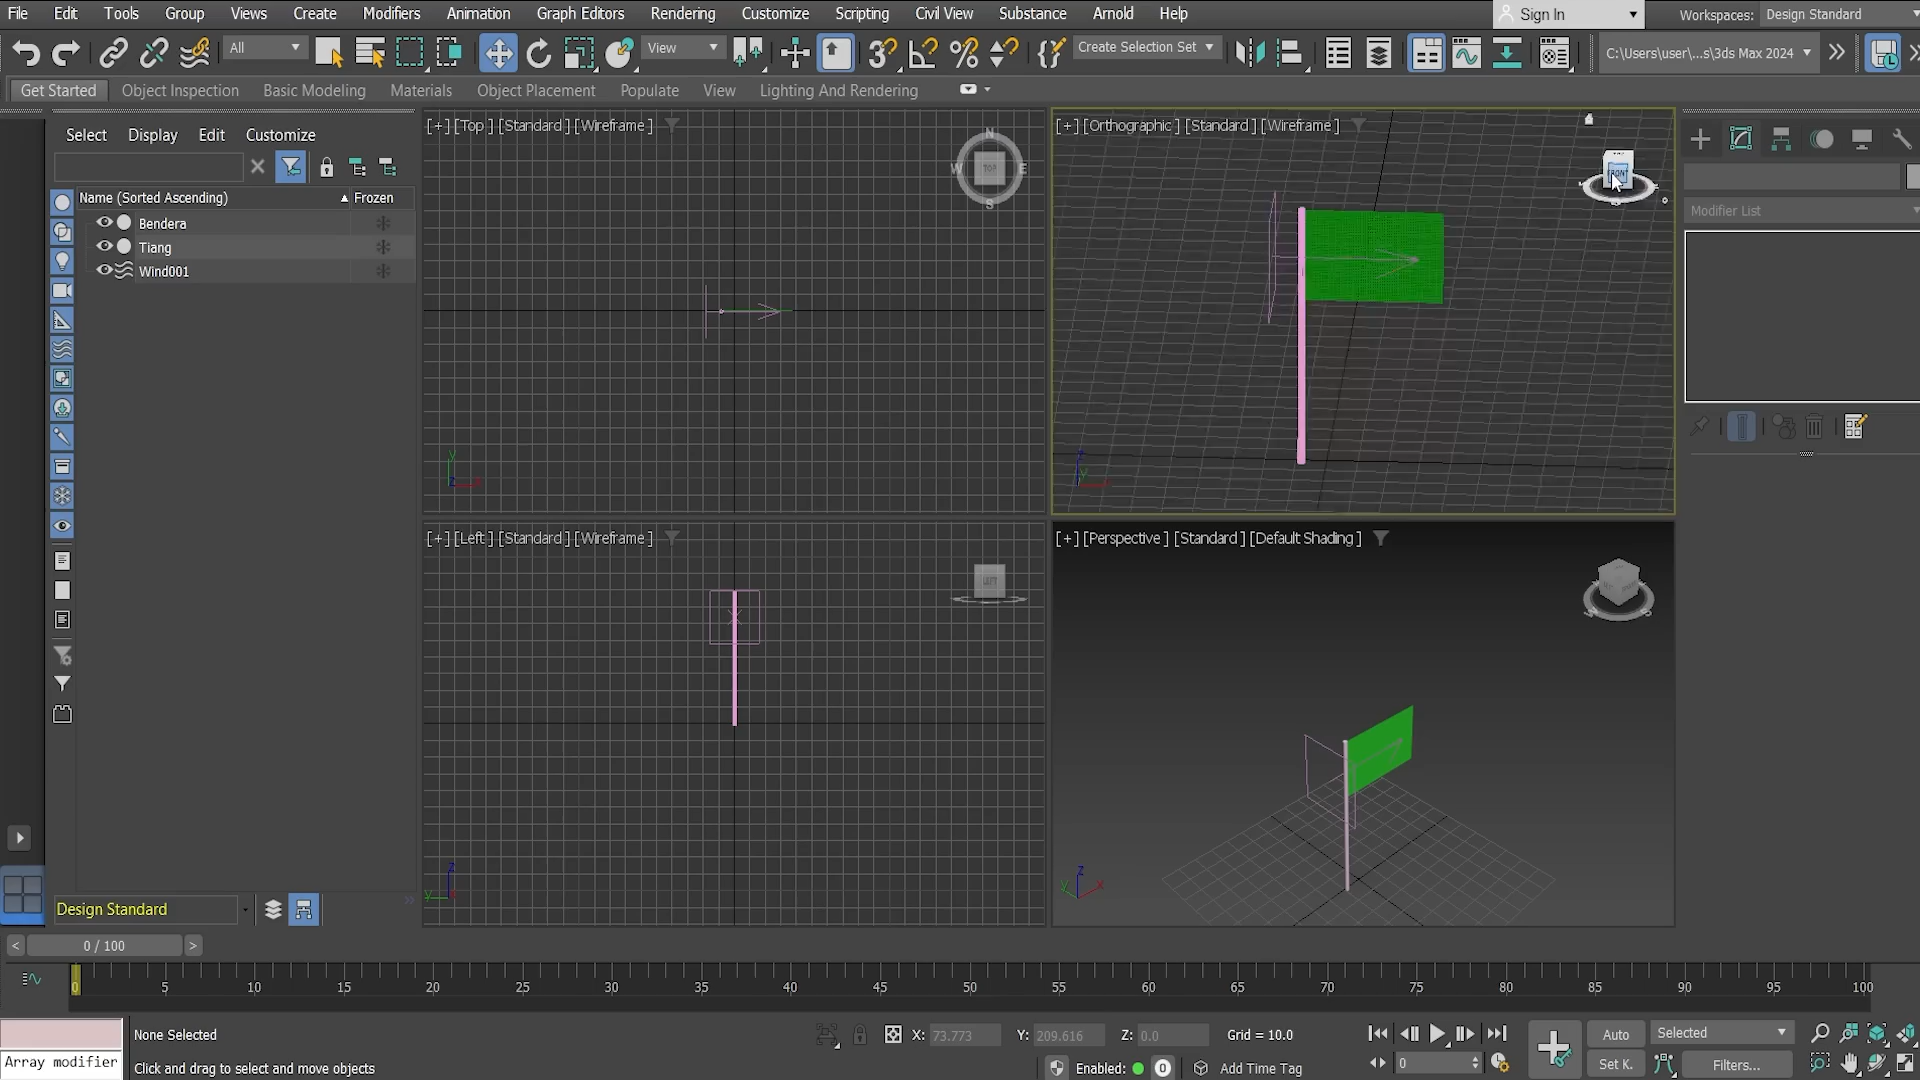 File Edit Tools Group Views Create Modifiers Animation Graph Editors Rendering Customize Scripting Civil View Substance Arnold Help Sign In Workspaces: Design Standard
All View Create Selection Set C:\Users\user\...s\3ds Max 2024
Get Started Object Inspection Basic Modeling Materials Object Placement Populate View Lighting And Rendering
Select Display Edit Customize
Name (Sorted Ascending) Frozen
Bendera
Tiang
Wind001
[+] [Top ] [Standard ] [Wireframe ]
N
W TOP E
S
[+] [Orthographic ] [Standard ] [Wireframe ]
FRONT
Modifier List
[+] [Left ] [Standard ] [Wireframe ]
LEFT
[+] [Perspective ] [Standard ] [Default Shading ]
Design Standard
< 0 / 100 >
0 5 10 15 20 25 30 35 40 45 50 55 60 65 70 75 80 85 90 95 100
None Selected X: 73.773 Y: 209.616 Z: 0.0 Grid = 10.0 Auto Selected
Array modifier Click and drag to select and move objects Enabled: 0 Add Time Tag 0 Set K. Filters...